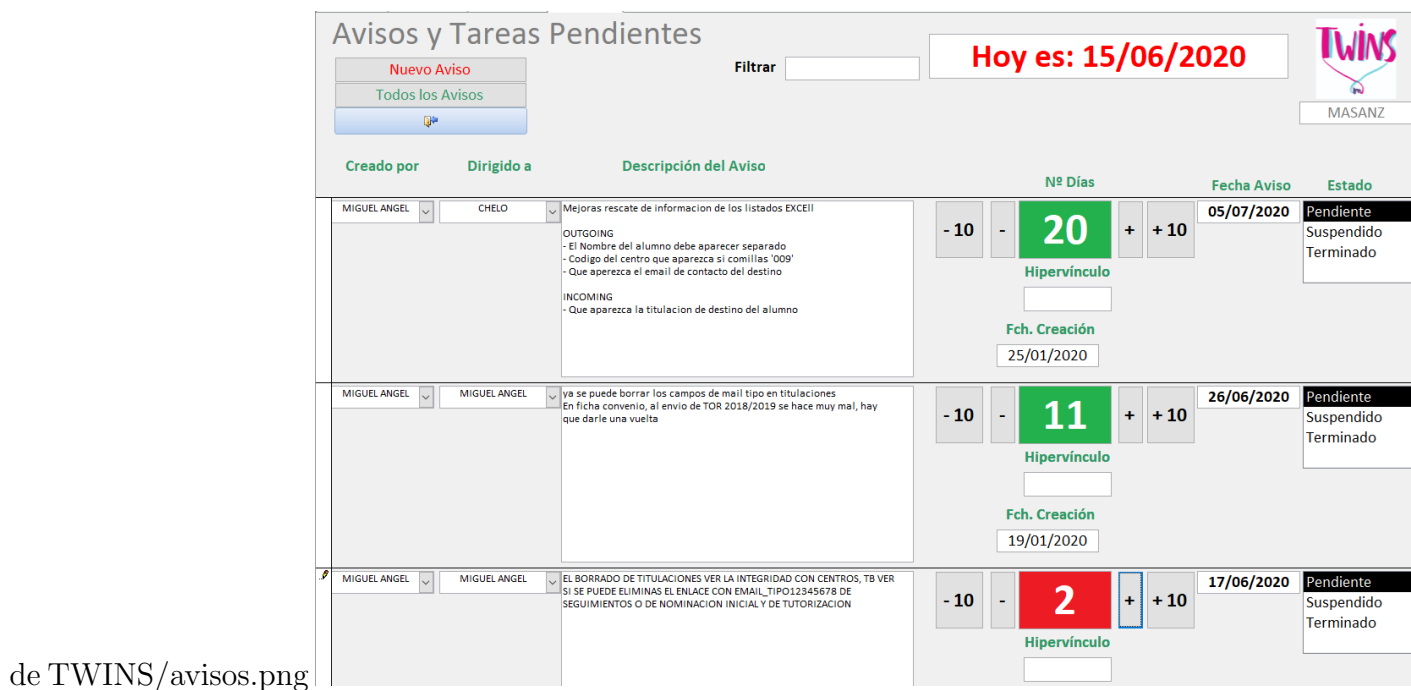 Avisos y Tareas Pendientes
Nuevo Aviso
Todos los Avisos
Filtrar
Hoy es: 15/06/2020
TWINS
MASANZ
Creado por
Dirigido a
Descripción del Aviso
Nº Días
Fecha Aviso
Estado
MIGUEL ANGEL
CHELO
Mejoras rescate de informacion de los listados EXCEll
OUTGOING
- El Nombre del alumno debe aparecer separado
- Codigo del centro que aparezca si comillas '009'
- Que aperezca el email de contacto del destino
INCOMING
- Que aparezca la titulacion de destino del alumno
- 10
-
20
+
+ 10
Hipervínculo
Fch. Creación
25/01/2020
05/07/2020
Pendiente
Suspendido
Terminado
MIGUEL ANGEL
MIGUEL ANGEL
ya se puede borrar los campos de mail tipo en titulaciones
En ficha convenio, al envio de TOR 2018/2019 se hace muy mal, hay
que darle una vuelta
- 10
-
11
+
+ 10
Hipervínculo
Fch. Creación
19/01/2020
26/06/2020
Pendiente
Suspendido
Terminado
MIGUEL ANGEL
MIGUEL ANGEL
EL BORRADO DE TITULACIONES VER LA INTEGRIDAD CON CENTROS, TB VER
SI SE PUEDE ELIMINAS EL ENLACE CON EMAIL_TIPO12345678 DE
SEGUIMIENTOS O DE NOMINACION INICIAL Y DE TUTORIZACION
- 10
-
2
+
+ 10
Hipervínculo
17/06/2020
Pendiente
Suspendido
Terminado
de TWINS/avisos.png